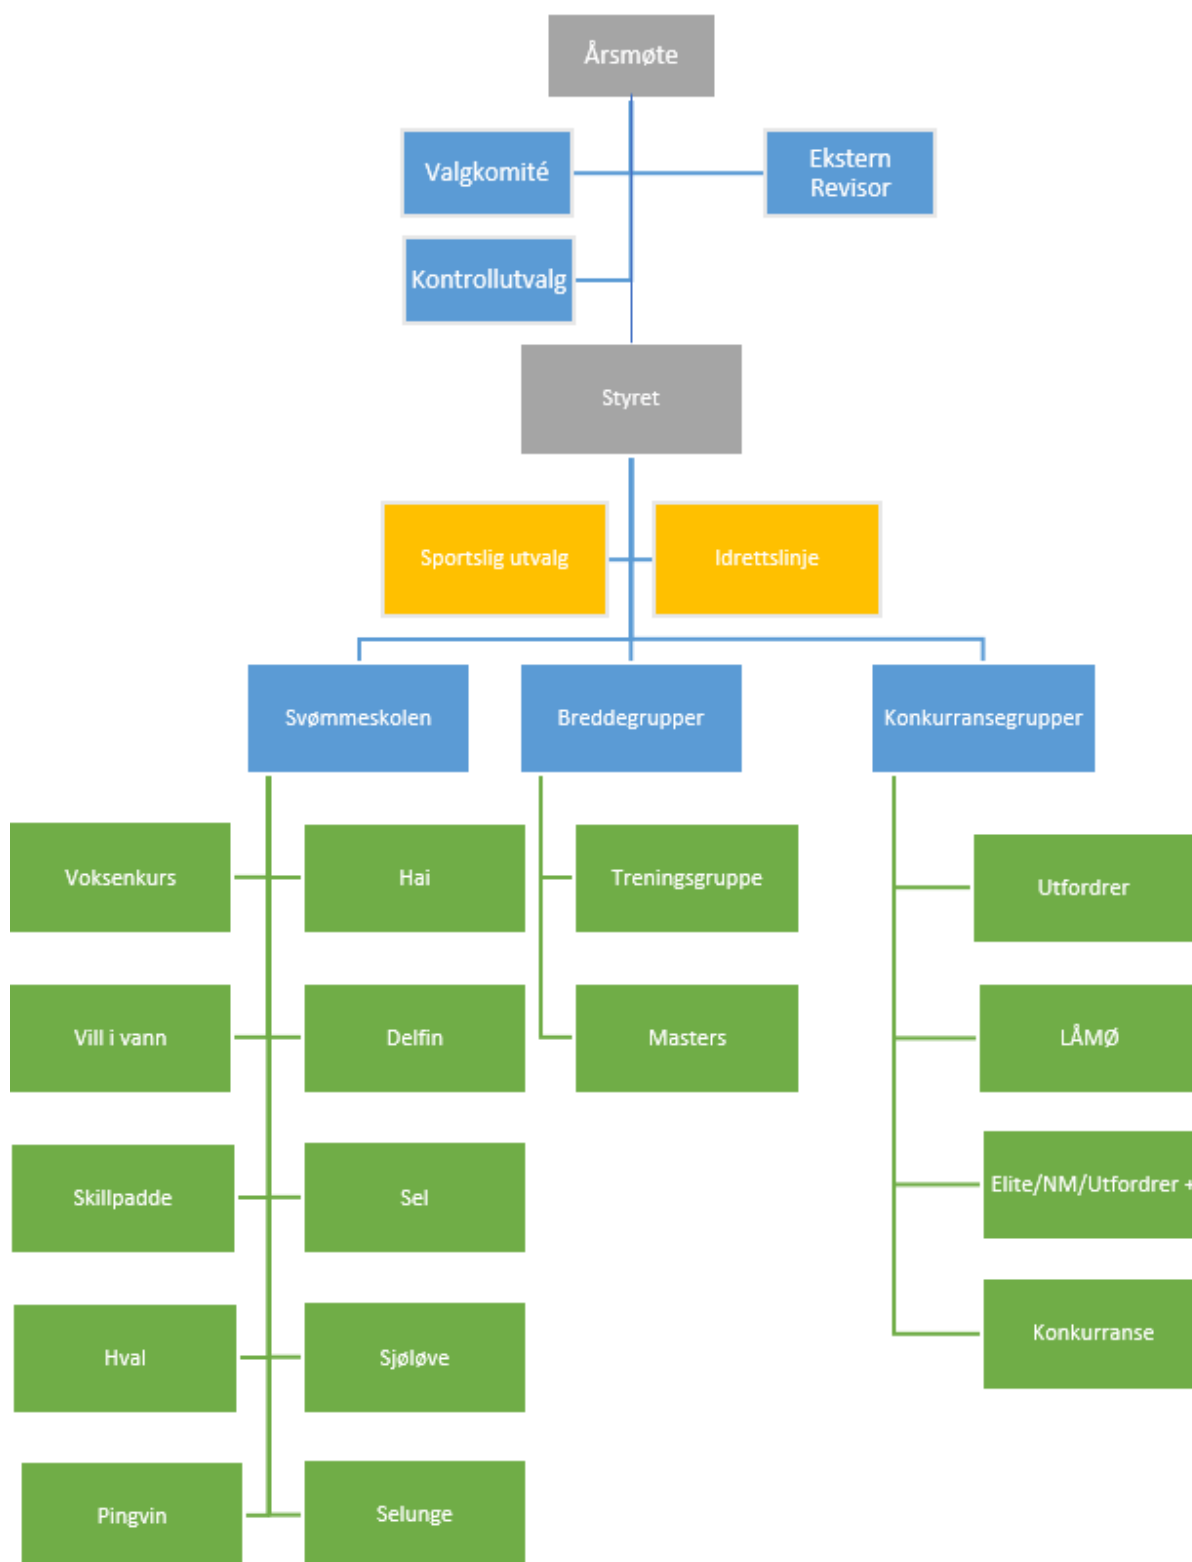 Årsmøte
Valgkomité
Ekstern
Revisor
Kontrollutvalg
Styret
Sportslig utvalg
Idrettslinje
Svømmeskolen
Breddegrupper
Konkurransegrupper
Voksenkurs
Hai
Treningsgruppe
Utfordrer
Vill i vann
Delfin
Masters
LÅMØ
Skillpadde
Sel
Elite/NM/Utfordrer +
Hval
Sjøløve
Konkurranse
Pingvin
Selunge